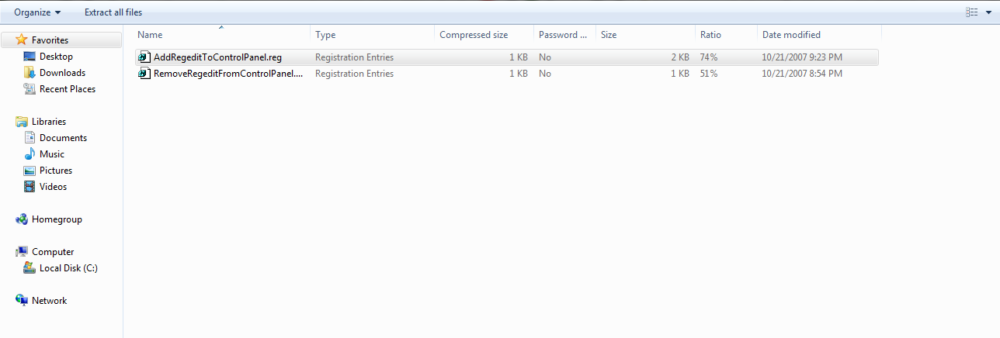 Organize Extract all files
Favorites
Desktop
Downloads
Recent Places
Libraries
Documents
Music
Pictures
Videos
Homegroup
Computer
Local Disk (C:)
Network
Name Type Compressed size Password ... Size Ratio Date modified
AddRegeditToControlPanel.reg Registration Entries 1 KB No 2 KB 74% 10/21/2007 9:23 PM
RemoveRegeditFromControlPanel.... Registration Entries 1 KB No 1 KB 51% 10/21/2007 8:54 PM